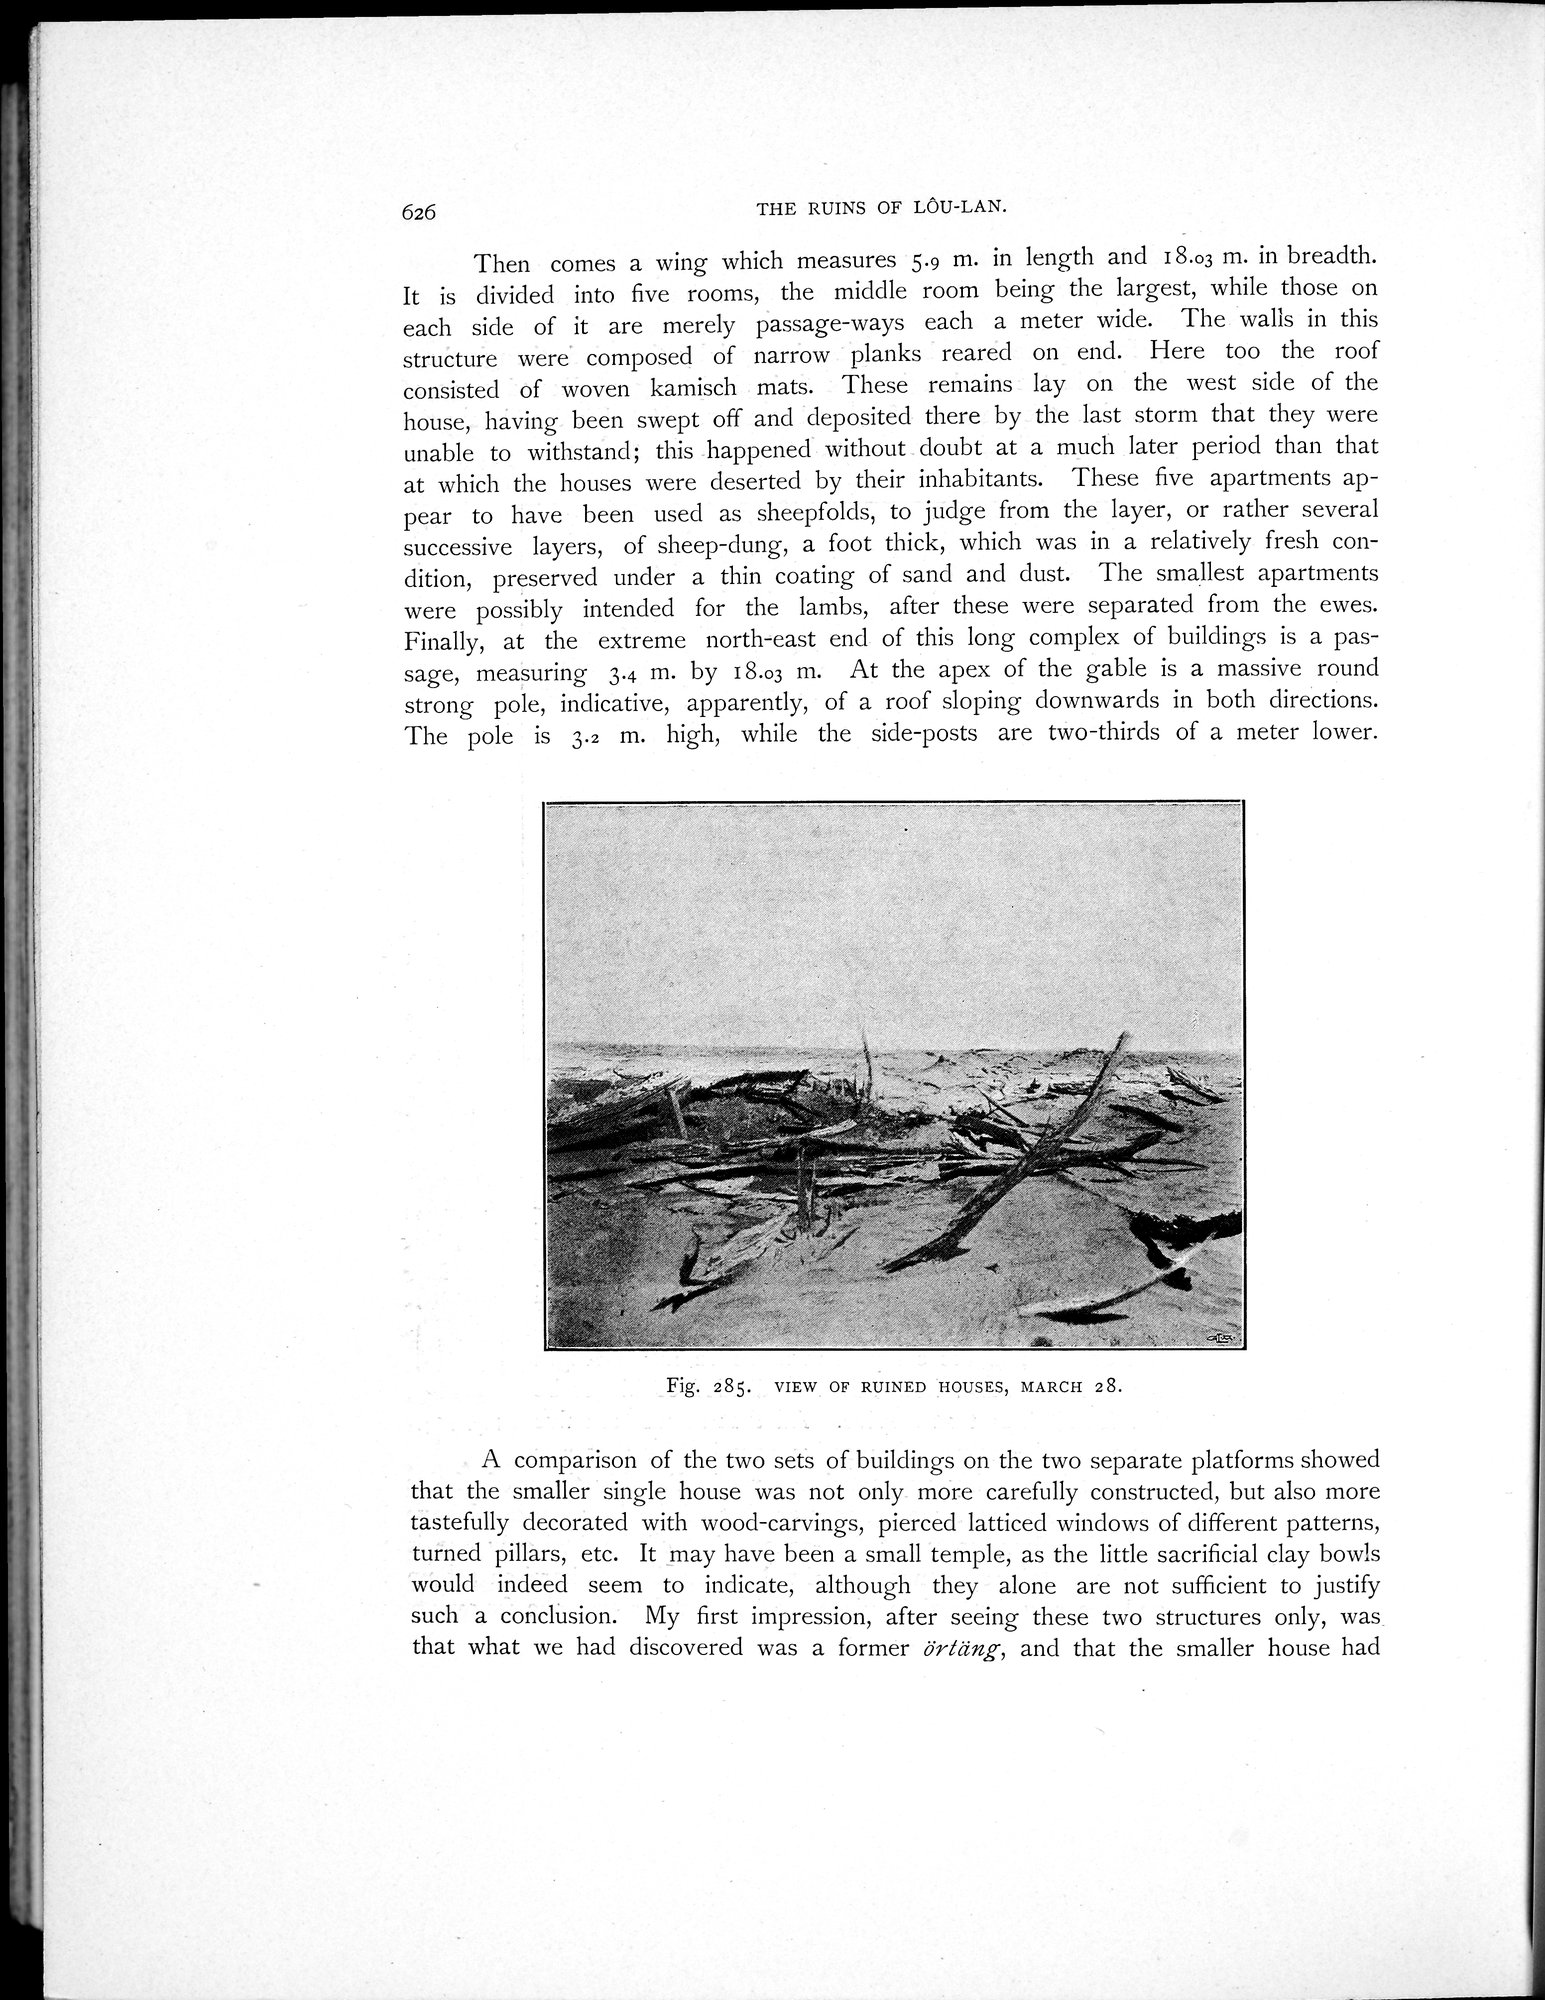 626
THE RUINS OF LÔU-LAN.
Then comes a wing which measures 5.9 m. in length and 18.03 m. in breadth.
It is divided into five rooms, the middle room being the largest, while those on
each side of it are merely passage-ways each a meter wide. The walls in this
structure were composed of narrow planks reared on end. Here too the roof
consisted of woven kamisch mats. These remains lay on the west side of the
house, having been swept off and deposited there by the last storm that they were
unable to withstand; this happened without doubt at a much later period than that
at which the houses were deserted by their inhabitants. These five apartments ap-
pear to have been used as sheepfolds, to judge from the layer, or rather several
successive layers, of sheep-dung, a foot thick, which was in a relatively fresh con-
dition, preserved under a thin coating of sand and dust. The smallest apartments
were possibly intended for the lambs, after these were separated from the ewes.
Finally, at the extreme north-east end of this long complex of buildings is a pas-
sage, measuring 3.4 m. by 18.03 m. At the apex of the gable is a massive round
strong pole, indicative, apparently, of a roof sloping downwards in both directions.
The pole is 3.2 m. high, while the side-posts are two-thirds of a meter lower.
Fig. 285. VIEW OF RUINED HOUSES, MARCH 28.
A comparison of the two sets of buildings on the two separate platforms showed
that the smaller single house was not only more carefully constructed, but also more
tastefully decorated with wood-carvings, pierced latticed windows of different patterns,
turned pillars, etc. It may have been a small temple, as the little sacrificial clay bowls
would indeed seem to indicate, although they alone are not sufficient to justify
such a conclusion. My first impression, after seeing these two structures only, was
that what we had discovered was a former örtäng, and that the smaller house had